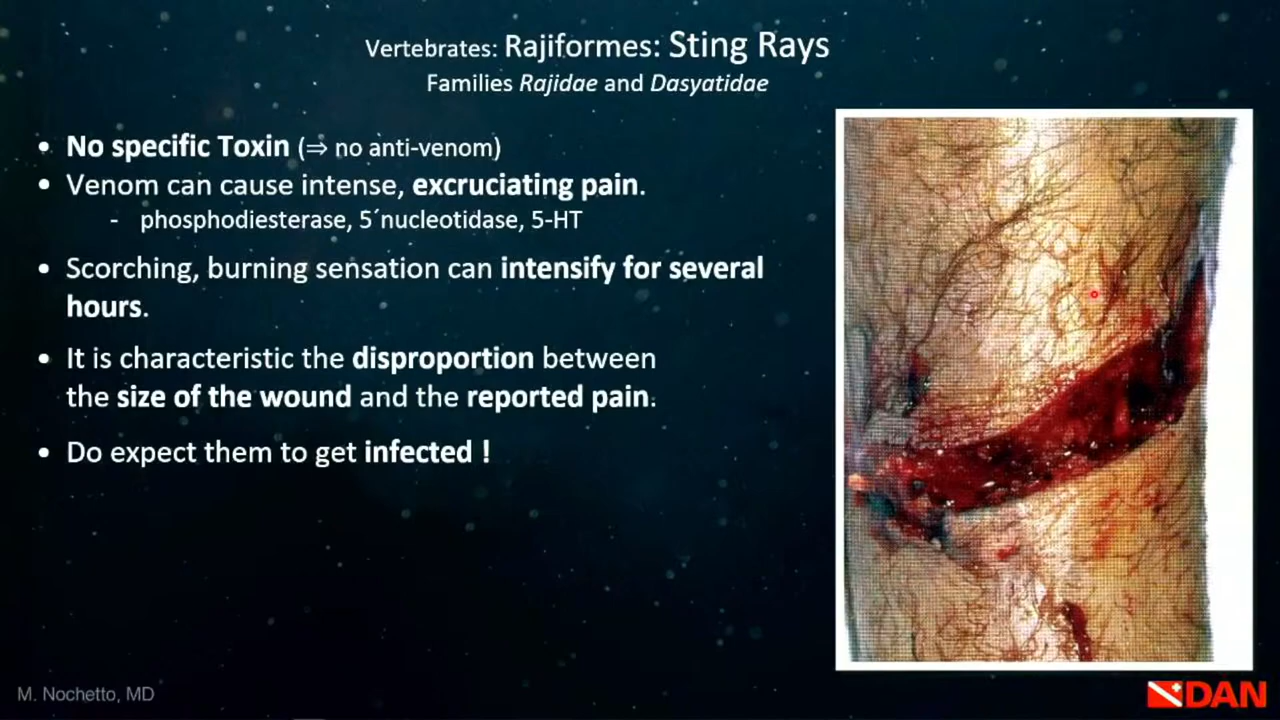 Vertebrates: Rajiformes: Sting Rays
Families Rajidae and Dasyatidae
• No specific Toxin (⇒ no anti-venom)
• Venom can cause intense, excruciating pain.
- phosphodiesterase, 5´nucleotidase, 5-HT
• Scorching, burning sensation can intensify for several
hours.
• It is characteristic the disproportion between
the size of the wound and the reported pain.
• Do expect them to get infected !
M. Nochetto, MD
DAN